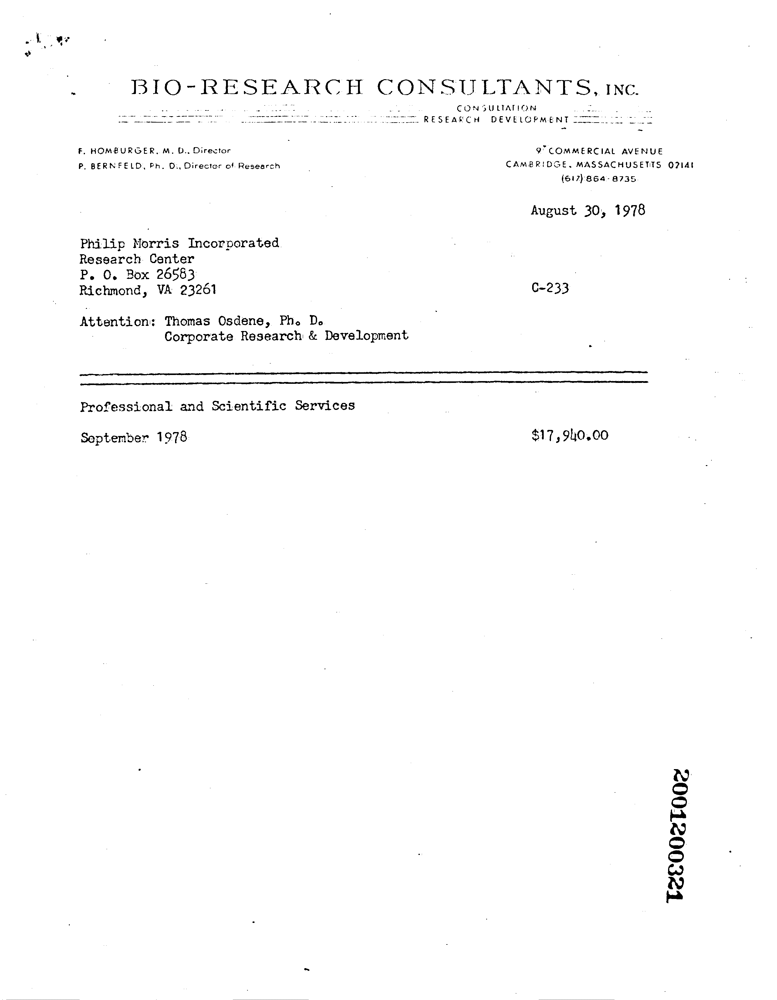 BIO-RESEARCH CONSULTANTS, INC.
CONSULTATION
RESEARCH DEVELOPMENT
F. HOMBURGER, M. D., Director
P. BERNFELD, Ph. D., Director of Research
9 COMMERCIAL AVENUE
CAMBRIDGE, MASSACHUSETTS 02141
(617) 864-8735
August 30, 1978
Philip Morris Incorporated
Research Center
P. O. Box 26583
Richmond, VA 23261
C-233
Attention: Thomas Osdene, Ph. D.
Corporate Research & Development
Professional and Scientific Services
September 1978
$17,940.00
2001200321